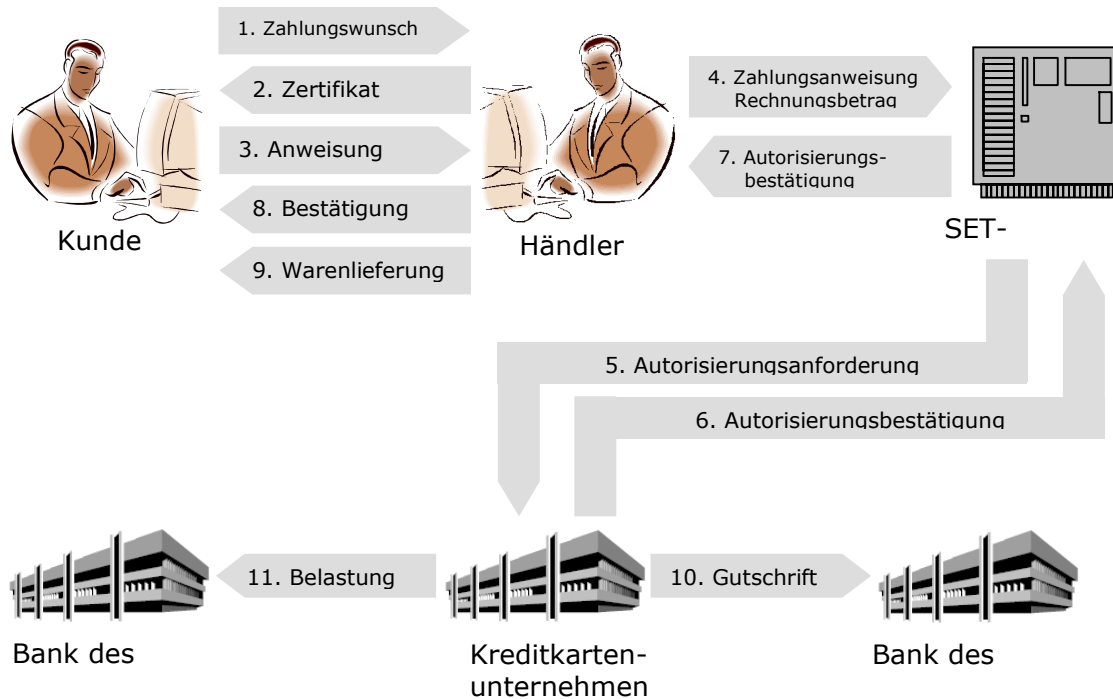 1. Zahlungswunsch
2. Zertifikat
3. Anweisung
8. Bestätigung
9. Warenlieferung
4. Zahlungsanweisung
Rechnungsbetrag
7. Autorisierungs-
bestätigung
Kunde
Händler
SET-
5. Autorisierungsanforderung
6. Autorisierungsbestätigung
11. Belastung
10. Gutschrift
Bank des
Kreditkarten-
unternehmen
Bank des